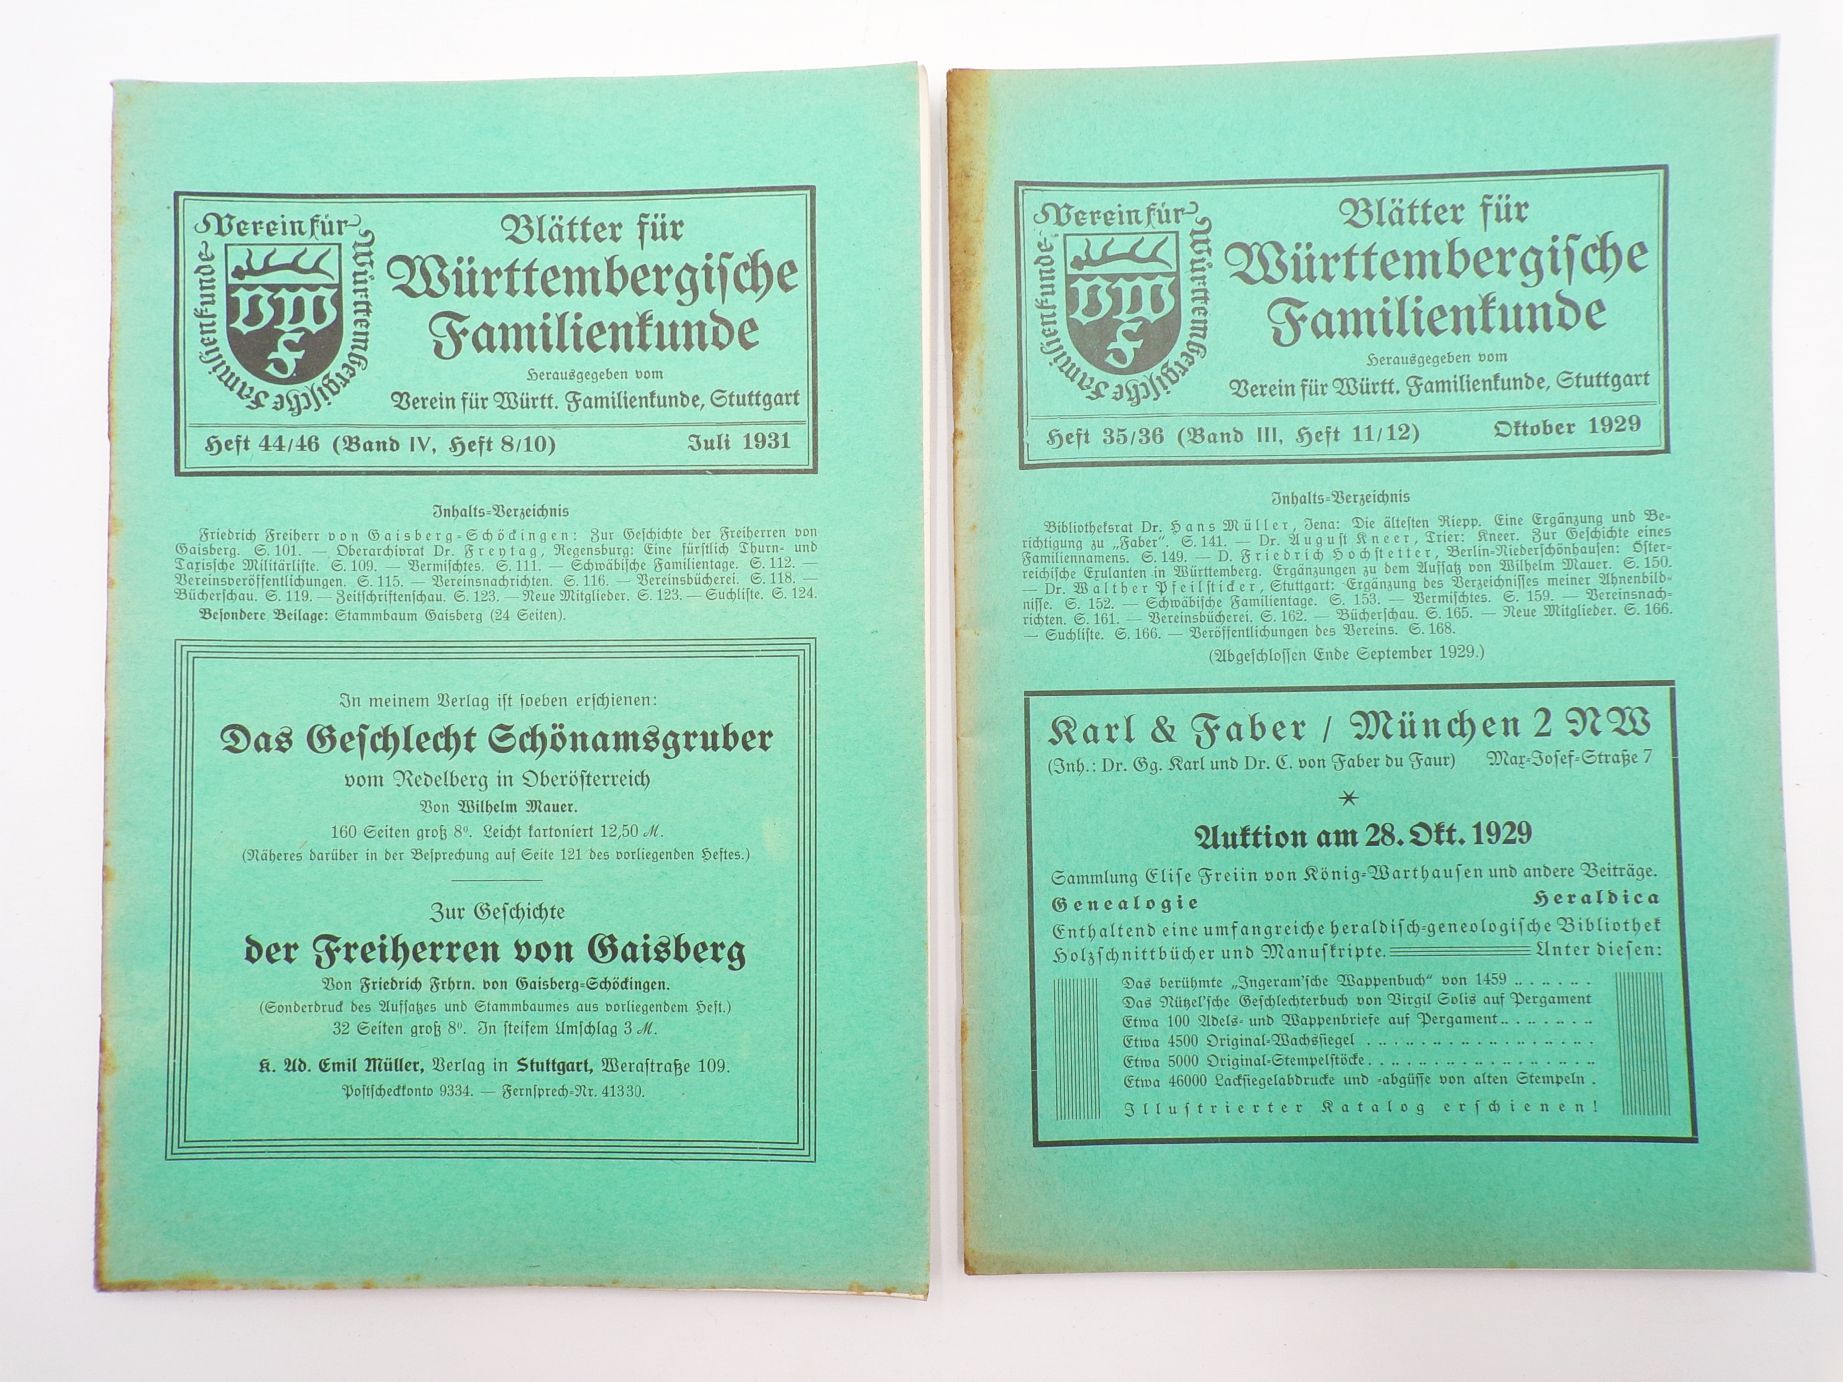 Verein für Württembergische Familienkunde
VW
F
Blätter für
Württembergische
Familienkunde
Herausgegeben vom
Verein für Württ. Familienkunde, Stuttgart
Heft 44/46 (Band IV, Heft 8/10) Juli 1931
Inhalts-Verzeichnis
Friedrich Freiherr von Gaisberg-Schöckingen: Zur Geschichte der Freiherren von
Gaisberg. S. 101. — Oberarchivrat Dr. Freytag, Regensburg: Eine fürstlich Thurn- und
Taxissche Militärliste. S. 109. — Vermischtes. S. 111. — Schwäbische Familientage. S. 112. —
Vereinsveröffentlichungen. S. 115. — Vereinsnachrichten. S. 116. — Vereinsbücherei. S. 118. —
Bücherschau. S. 119. — Zeitschriftenschau. S. 123. — Neue Mitglieder. S. 123. — Suchliste. S. 124.
Besondere Beilage: Stammbaum Gaisberg (24 Seiten).
In meinem Verlag ist soeben erschienen:
Das Geschlecht Schönamsgruber
vom Redelberg in Oberösterreich
Von Wilhelm Mauer.
160 Seiten groß 8°. Leicht kartoniert 12,50 M.
(Näheres darüber in der Besprechung auf Seite 121 des vorliegenden Heftes.)
Zur Geschichte
der Freiherren von Gaisberg
Von Friedrich Frhrn. von Gaisberg-Schöckingen.
(Sonderdruck des Aufsatzes und Stammbaumes aus vorliegendem Heft.)
32 Seiten groß 8°. In steifem Umschlag 3 M.
K. Ad. Emil Müller, Verlag in Stuttgart, Werastraße 109.
Postscheckkonto 9334. — Fernsprech-Nr. 41330.
Verein für Württembergische Familienkunde
VW
F
Blätter für
Württembergische
Familienkunde
Herausgegeben vom
Verein für Württ. Familienkunde, Stuttgart
Heft 35/36 (Band III, Heft 11/12) Oktober 1929
Inhalts-Verzeichnis
Bibliotheksrat Dr. Hans Müller, Jena: Die ältesten Riepp. Eine Ergänzung und Be-
richtigung zu „Faber“. S. 141. — Dr. August Kneer, Trier: Kneer. Zur Geschichte eines
Familiennamens. S. 149. — D. Friedrich Hochstetter, Berlin-Niederschönhausen: Öster-
reichische Exulanten in Württemberg. Ergänzungen zu dem Aufsatz von Wilhelm Mauer. S. 150.
— Dr. Walther Pfeilsticker, Stuttgart: Ergänzung des Verzeichnisses meiner Ahnenbild-
nisse. S. 152. — Schwäbische Familientage. S. 153. — Vermischtes. S. 159. — Vereinsnach-
richten. S. 161. — Vereinsbücherei. S. 162. — Bücherschau. S. 165. — Neue Mitglieder. S. 166.
— Suchliste. S. 166. — Veröffentlichungen des Vereins. S. 168.
(Abgeschlossen Ende September 1929.)
Karl & Faber / München 2 NW
(Inh.: Dr. Gg. Karl und Dr. C. von Faber du Faur) Max-Josef-Straße 7
Auktion am 28. Okt. 1929
Sammlung Elise Freiin von König-Warthausen und andere Beiträge.
Genealogie Heraldica
Enthaltend eine umfangreiche heraldisch-geneologische Bibliothek
Holzschnittbücher und Manuskripte. Unter diesen:
Das berühmte „Ingeram'sche Wappenbuch“ von 1459 . . . . . . .
Das Nützel'sche Geschlechterbuch von Virgil Solis auf Pergament
Etwa 100 Adels- und Wappenbriefe auf Pergament . . . . . . . .
Etwa 4500 Original-Wachssiegel . . . . . . . . . . . . . . . . . .
Etwa 5000 Original-Stempelstöcke . . . . . . . . . . . . . . . . .
Etwa 46000 Lacksiegelabdrucke und -abgüsse von alten Stempeln .
Illustrierter Katalog erschienen!